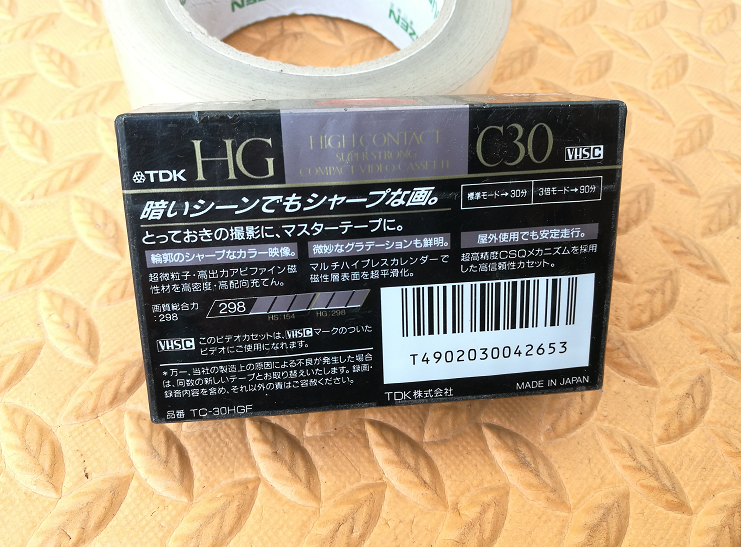 ZEN
TDK HG HIGH CONTACT C30 VHS C
SUPER STRONG
COMPACT VIDEO CASSETTE
暗いシーンでもシャープな画。
標準モード→30分 3倍モード→90分
とっておきの撮影に、マスターテープに。
輪郭のシャープなカラー映像。 微妙なグラデーションも鮮明。 屋外使用でも安定走行。
超微粒子・高出力アビファイン磁
性材を高密度・高配向充てん。
マルチハイプレスカレンダーで
磁性層表面を超平滑化。
超高精度CSQメカニズムを採用
した高信頼性カセット。
画質総合力
:298
298
HS:154 HG:298
VHS C このビデオカセットは、VHS Cマークのついた
ビデオにご使用になれます。
T4902030042653
*万一、当社の製造上の原因による不良が発生した場合
は、同数の新しいテープとお取り替えいたします。録画・
録音内容を含め、それ以外の責はご容赦ください。
品番 TC-30HGF
TDK株式会社
MADE IN JAPAN